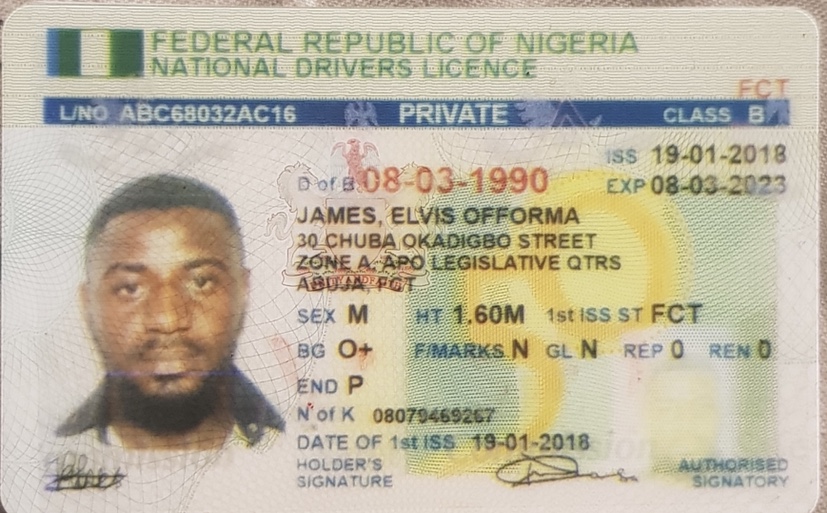 FEDERAL REPUBLIC OF NIGERIA
NATIONAL DRIVERS LICENCE
FCT
L/NO ABC68032AC16 PRIVATE CLASS B
ISS 19-01-2018
D of B 08-03-1990 EXP 08-03-2023
JAMES, ELVIS OFFORMA
30 CHUBA OKADIGBO STREET
ZONE A, APO LEGISLATIVE QTRS
ABUJA, FCT
SEX M HT 1.60M 1st ISS ST FCT
BG O+ F/MARKS N GL N REP 0 REN 0
END P
N of K 08079469267
DATE OF 1st ISS 19-01-2018
HOLDER'S SIGNATURE
AUTHORISED SIGNATORY